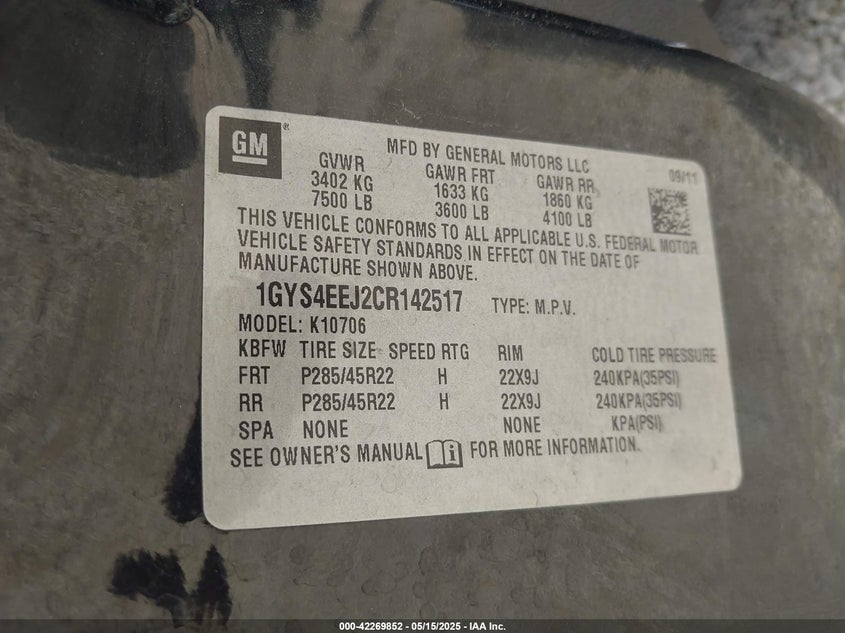 GM ®
MFD BY GENERAL MOTORS LLC
09/11
GVWR GAWR FRT GAWR RR
3402 KG 1633 KG 1860 KG
7500 LB 3600 LB 4100 LB
THIS VEHICLE CONFORMS TO ALL APPLICABLE U.S. FEDERAL MOTOR
VEHICLE SAFETY STANDARDS IN EFFECT ON THE DATE OF
MANUFACTURE SHOWN ABOVE.
1GYS4EEJ2CR142517 TYPE: M.P.V.
MODEL: K10706
KBFW TIRE SIZE SPEED RTG RIM COLD TIRE PRESSURE
FRT P285/45R22 H 22X9J 240KPA(35PSI)
RR P285/45R22 H 22X9J 240KPA(35PSI)
SPA NONE NONE KPA(PSI)
SEE OWNER'S MANUAL i FOR MORE INFORMATION.
000-42269852 - 05/15/2025 - IAA Inc.